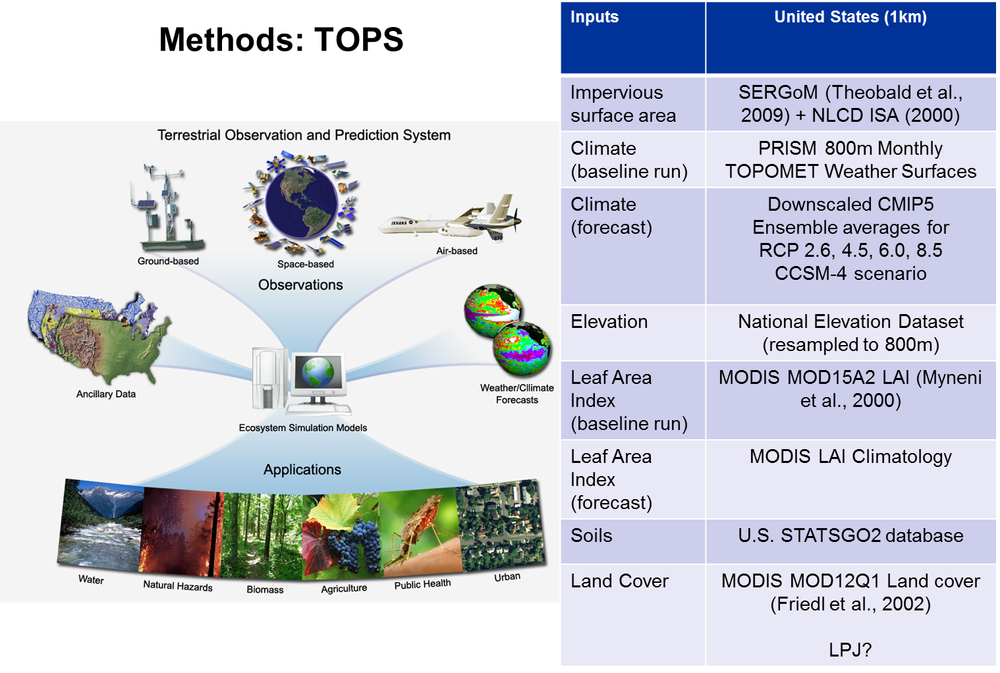 Methods: TOPS
Terrestrial Observation and Prediction System
IKHANA
870
Ground-based
Space-based
Air-based
Observations
Ancillary Data
Weather/Cllimate
Forecasts
Ecosystem Simulation Models
Applications
Water
Natural Hazards
Biomass
Agriculture
Public Health
Urban
Inputs
United States (1km)
Impervious
surface area
SERGoM (Theobald et al.,
2009) + NLCD ISA (2000)
Climate
(baseline run)
PRISM 800m Monthly
TOPOMET Weather Surfaces
Climate
(forecast)
Downscaled CMIP5
Ensemble averages for
RCP 2.6, 4.5, 6.0, 8.5
CCSM-4 scenario
Elevation
National Elevation Dataset
(resampled to 800m)
Leaf Area
Index
(baseline run)
MODIS MOD15A2 LAI (Myneni
et al., 2000)
Leaf Area
Index
(forecast)
MODIS LAI Climatology
Soils
U.S. STATSGO2 database
Land Cover
MODIS MOD12Q1 Land cover
(Friedl et al., 2002)
LPJ?